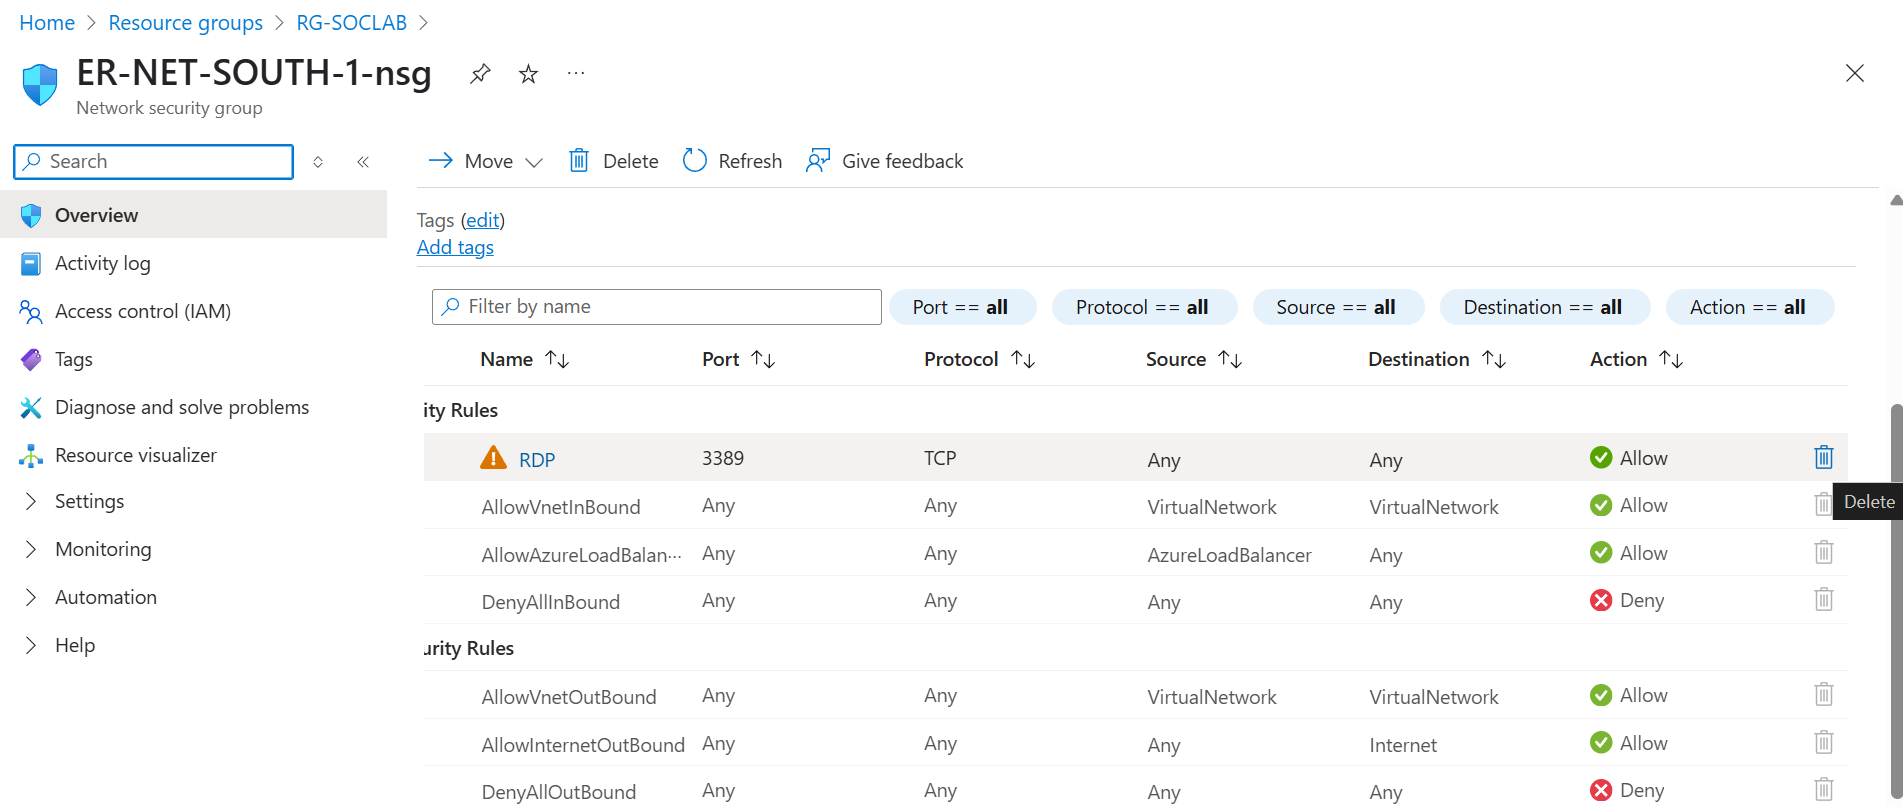 Home > Resource groups > RG-SOCLAB >
ER-NET-SOUTH-1-nsg ...
Network security group
Search
Move Delete Refresh Give feedback
Overview
Activity log
Access control (IAM)
Tags
Diagnose and solve problems
Resource visualizer
Settings
Monitoring
Automation
Help
Tags (edit)
Add tags
Filter by name Port == all Protocol == all Source == all Destination == all Action == all
Name Port Protocol Source Destination Action
ity Rules
RDP 3389 TCP Any Any Allow
AllowVnetInBound Any Any VirtualNetwork VirtualNetwork Allow
Delete
AllowAzureLoadBalan... Any Any AzureLoadBalancer Any Allow
DenyAllInBound Any Any Any Any Deny
urity Rules
AllowVnetOutBound Any Any VirtualNetwork VirtualNetwork Allow
AllowInternetOutBound Any Any Any Internet Allow
DenyAllOutBound Any Any Any Any Deny